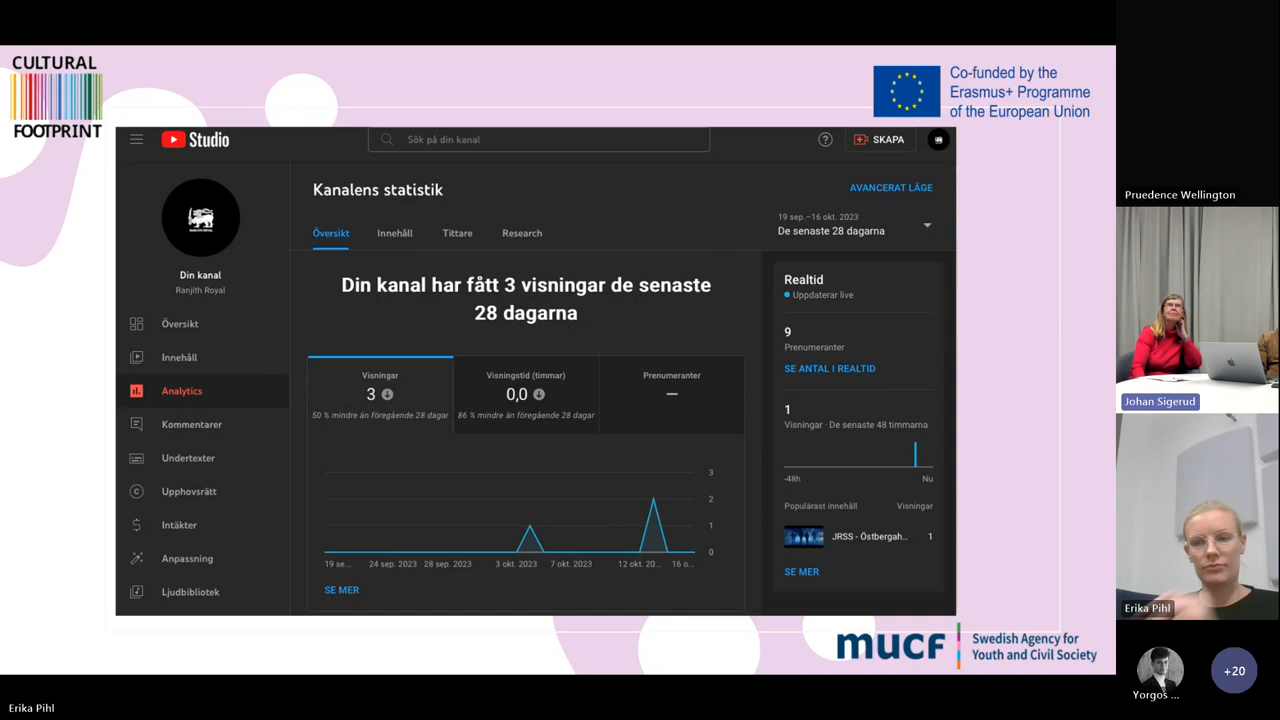 CULTURAL
FOOTPRINT
Co-funded by the
Erasmus+ Programme
of the European Union
Studio
Sök på din kanal
SKAPA
Din kanal
Ranjith Royal
Översikt
Innehåll
Analytics
Kommentarer
Undertexter
Upphovsrätt
Intäkter
Anpassning
Ljudbibliotek
Kanalens statistik
AVANCERAT LÄGE
Översikt
Innehåll
Tittare
Research
19 sep.–16 okt. 2023
De senaste 28 dagarna
Din kanal har fått 3 visningar de senaste
28 dagarna
Visningar
3
50 % mindre än föregående 28 dagar
Visningstid (timmar)
0,0
86 % mindre än föregående 28 dagar
Prenumeranter
—
3
2
1
0
19 se...
24 sep. 2023
28 sep. 2023
3 okt. 2023
7 okt. 2023
12 okt. 20...
16 o...
SE MER
Realtid
Uppdaterar live
9
Prenumeranter
SE ANTAL I REALTID
1
Visningar · De senaste 48 timmarna
-48h
Nu
Populärast innehåll
Visningar
JRSS - Östbergah...
1
SE MER
mucf
Swedish Agency for
Youth and Civil Society
Pruedence Wellington
Johan Sigerud
Erika Pihl
Yorgos ...
+20
Erika Pihl